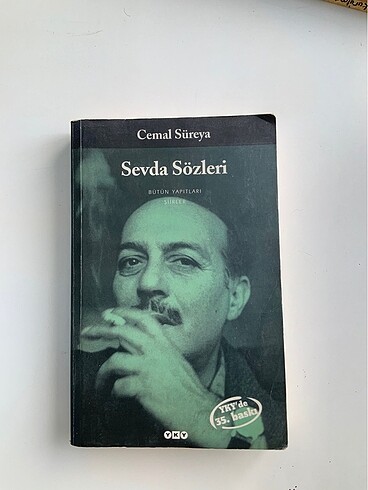 Cemal Süreya
Sevda Sözleri
BÜTÜN YAPITLARI
ŞİİRLER
YKY'de
35. baskı
YKY